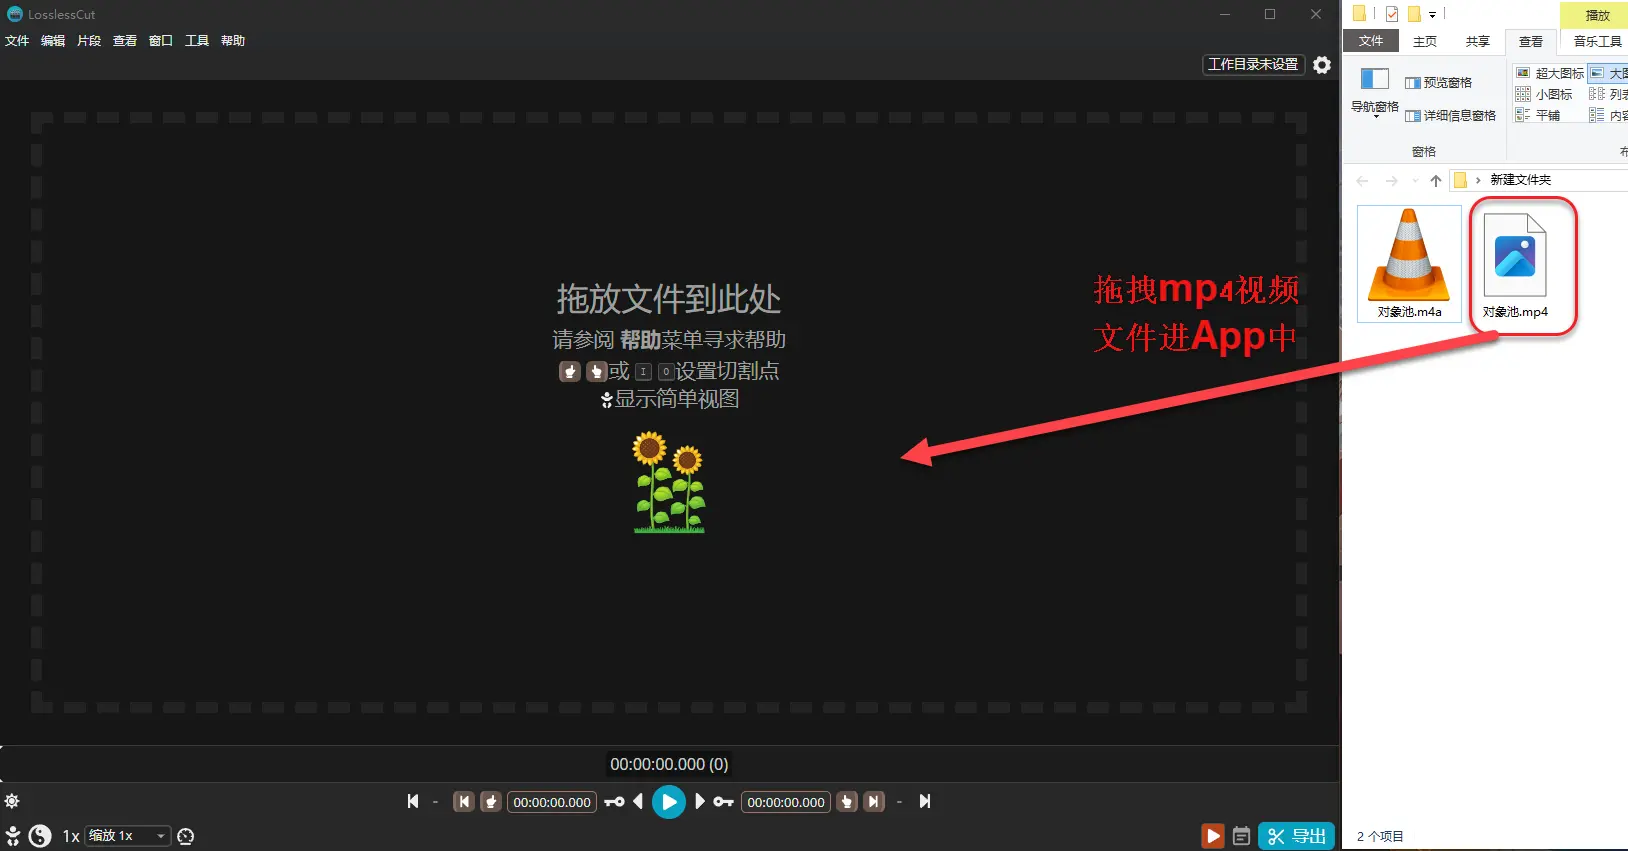 LosslessCut
文件 编辑 片段 查看 窗口 工具 帮助
工作目录未设置
拖放文件到此处
请参阅 帮助菜单寻求帮助
或 I O 设置切割点
显示简单视图
拖拽mp4视频
文件进App中
00:00:00.000 (0)
00:00:00.000
00:00:00.000
1x 缩放 1x
导出
播放
文件 主页 共享 查看 音乐工具
导航窗格
预览窗格
详细信息窗格
窗格
超大图标
小图标
平铺
新建文件夹
对象池.m4a
对象池.mp4
2 个项目